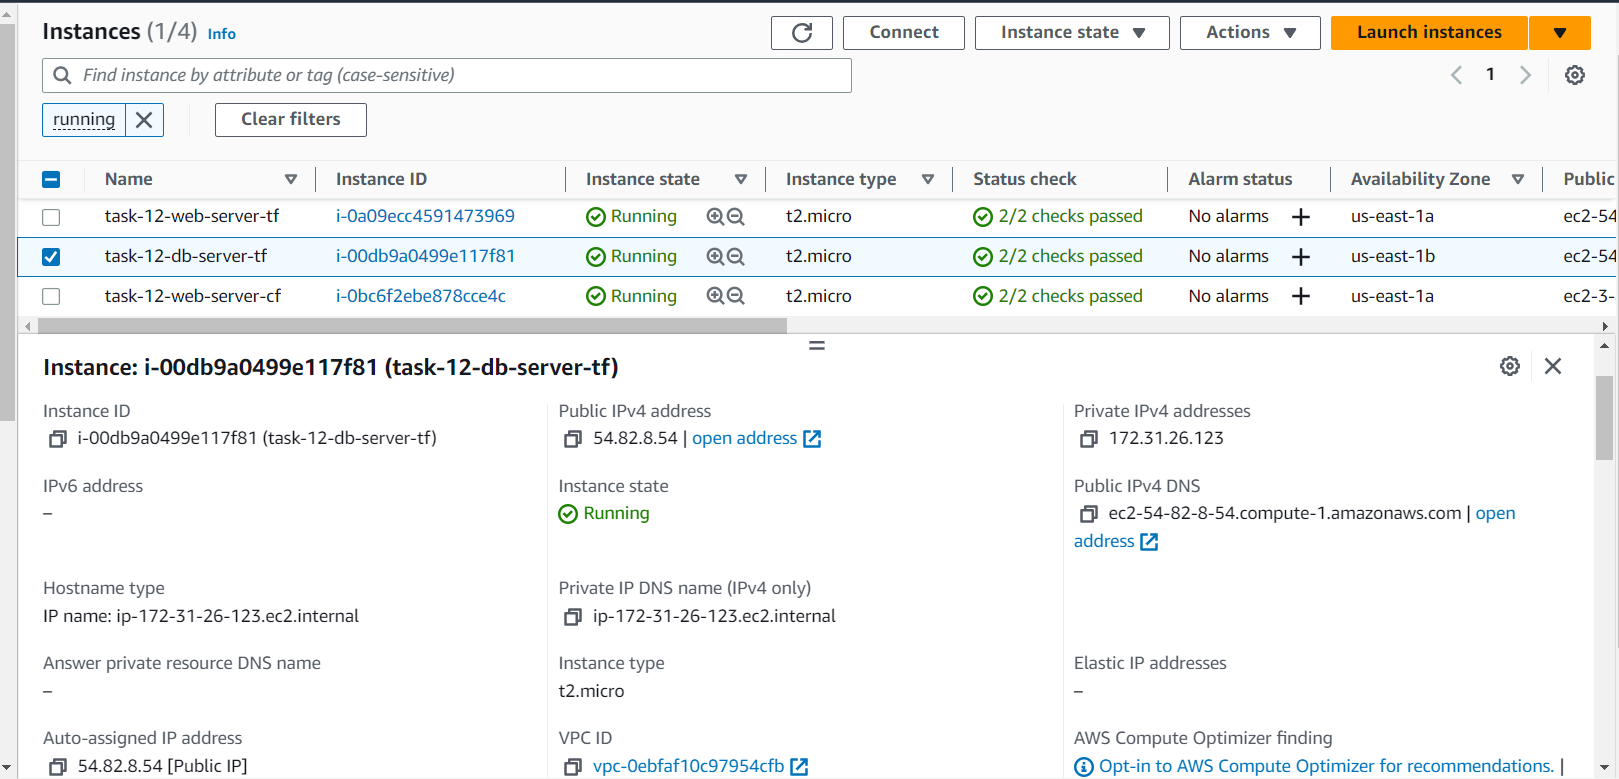 Instances (1/4) Info Connect Instance state Actions Launch instances
Find instance by attribute or tag (case-sensitive) 1
running Clear filters
Name Instance ID Instance state Instance type Status check Alarm status Availability Zone Public
task-12-web-server-tf i-0a09ecc4591473969 Running t2.micro 2/2 checks passed No alarms + us-east-1a ec2-54
task-12-db-server-tf i-00db9a0499e117f81 Running t2.micro 2/2 checks passed No alarms + us-east-1b ec2-54
task-12-web-server-cf i-0bc6f2ebe878cce4c Running t2.micro 2/2 checks passed No alarms + us-east-1a ec2-3-
Instance: i-00db9a0499e117f81 (task-12-db-server-tf)
Instance ID Public IPv4 address Private IPv4 addresses
i-00db9a0499e117f81 (task-12-db-server-tf) 54.82.8.54 | open address 172.31.26.123
IPv6 address Instance state Public IPv4 DNS
– Running ec2-54-82-8-54.compute-1.amazonaws.com | open
address
Hostname type Private IP DNS name (IPv4 only)
IP name: ip-172-31-26-123.ec2.internal ip-172-31-26-123.ec2.internal
Answer private resource DNS name Instance type Elastic IP addresses
– t2.micro –
Auto-assigned IP address VPC ID AWS Compute Optimizer finding
54.82.8.54 [Public IP] vpc-0ebfaf10c97954cfb Opt-in to AWS Compute Optimizer for recommendations. |